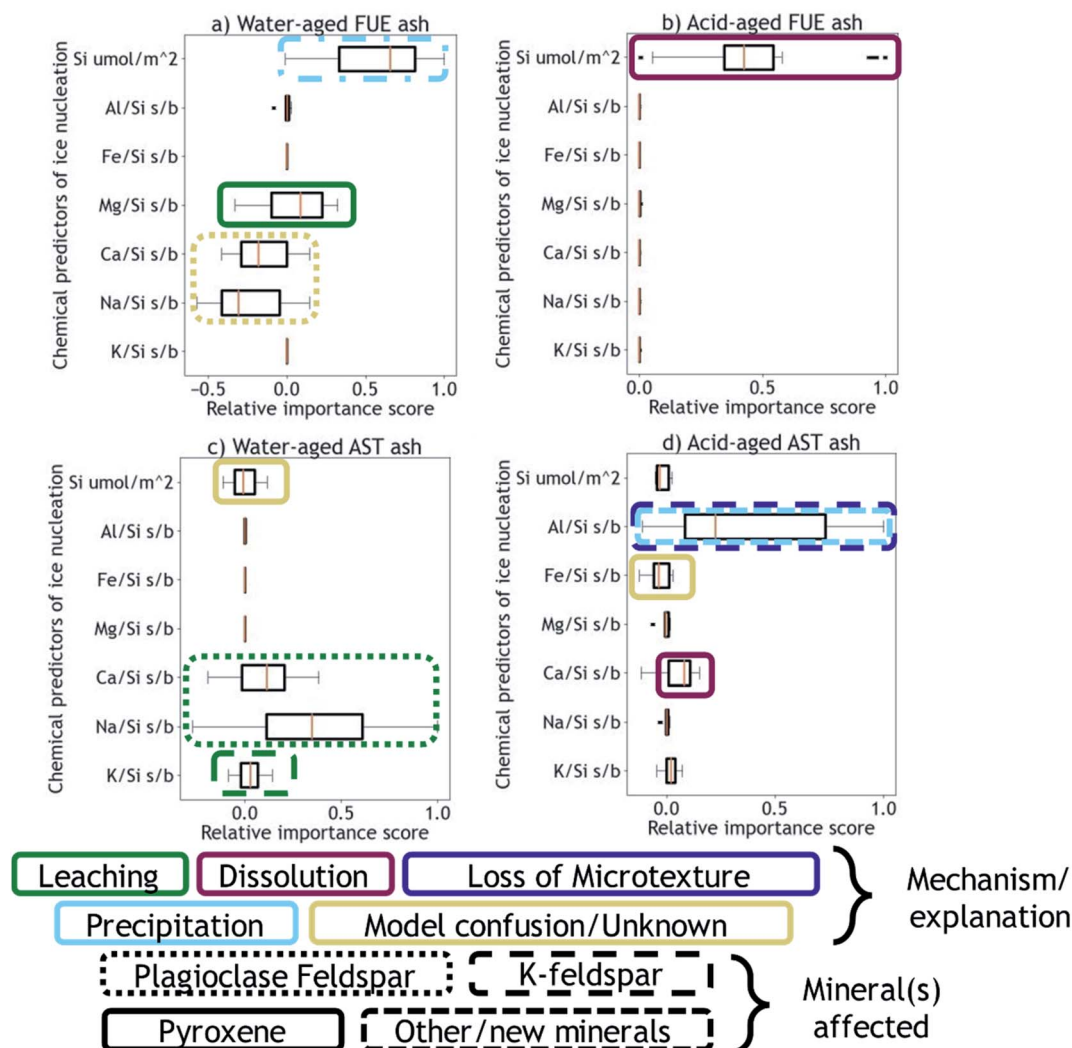 a) Water-aged FUE ash
Chemical predictors of ice nucleation
Si umol/m^2
Al/Si s/b
Fe/Si s/b
Mg/Si s/b
Ca/Si s/b
Na/Si s/b
K/Si s/b
−0.5 0.0 0.5 1.0
Relative importance score
b) Acid-aged FUE ash
Chemical predictors of ice nucleation
Si umol/m^2
Al/Si s/b
Fe/Si s/b
Mg/Si s/b
Ca/Si s/b
Na/Si s/b
K/Si s/b
0.0 0.5 1.0
Relative importance score
c) Water-aged AST ash
Chemical predictors of ice nucleation
Si umol/m^2
Al/Si s/b
Fe/Si s/b
Mg/Si s/b
Ca/Si s/b
Na/Si s/b
K/Si s/b
0.0 0.5 1.0
Relative importance score
d) Acid-aged AST ash
Chemical predictors of ice nucleation
Si umol/m^2
Al/Si s/b
Fe/Si s/b
Mg/Si s/b
Ca/Si s/b
Na/Si s/b
K/Si s/b
0.0 0.5 1.0
Relative importance score
Leaching Dissolution Loss of Microtexture
Precipitation Model confusion/Unknown
Mechanism/
explanation
Plagioclase Feldspar K-feldspar
Pyroxene Other/new minerals
Mineral(s)
affected